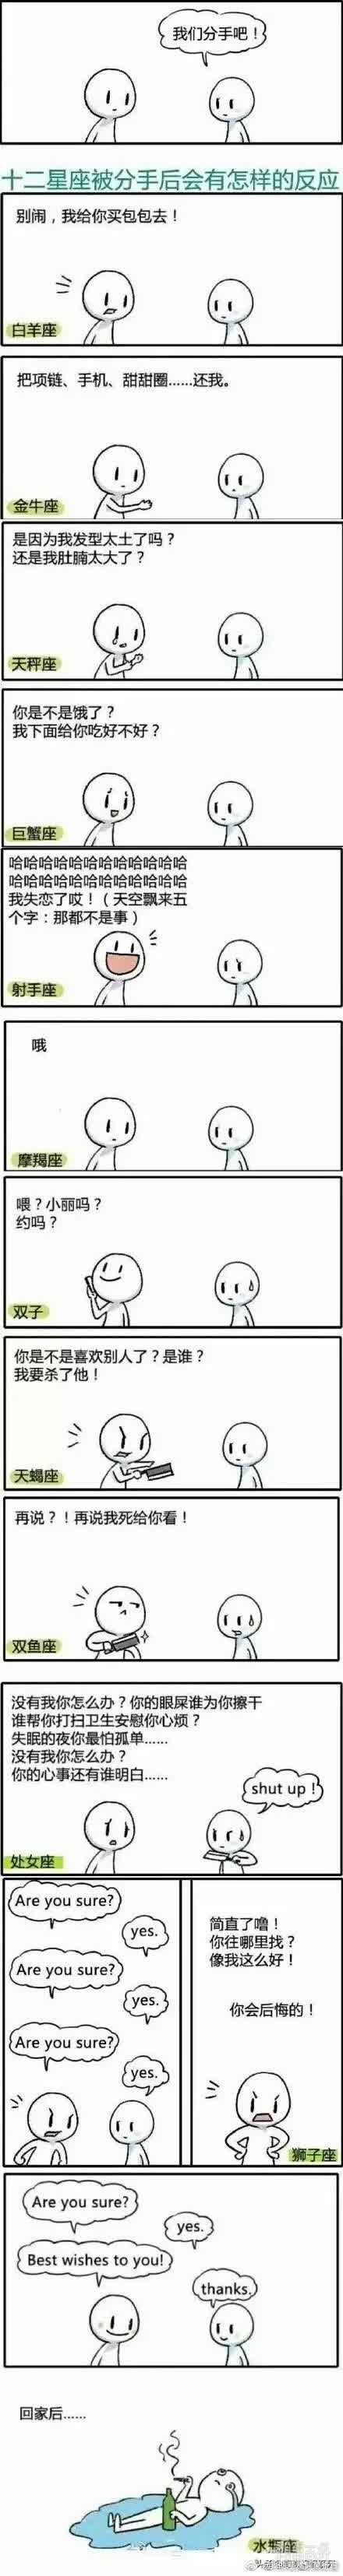 我们分手吧！
十二星座被分手后会有怎样的反应
别闹，我给你买包包去！
白羊座
把项链、手机、甜甜圈……还我。
金牛座
是因为我发型太土了吗？
还是我肚腩太大了？
天秤座
你是不是饿了？
我下面给你吃好不好？
巨蟹座
哈哈哈哈哈哈哈哈哈哈哈哈
哈哈哈哈哈哈哈哈哈哈哈哈
我失恋了哎！（天空飘来五
个字：那都不是事）
射手座
哦
摩羯座
喂？小丽吗？
约吗？
双子
你是不是喜欢别人了？是谁？
我要杀了他！
天蝎座
再说？！再说我死给你看！
双鱼座
没有我你怎么办？你的眼屎谁为你擦干
谁帮你打扫卫生安慰你心烦？
失眠的夜你最怕孤单……
没有我你怎么办？
你的心事还有谁明白……
shut up！
处女座
Are you sure?
yes.
Are you sure?
yes.
Are you sure?
yes.
简直了噜！
你往哪里找？
像我这么好！
你会后悔的！
狮子座
Are you sure?
yes.
Best wishes to you!
thanks.
回家后……
水瓶座